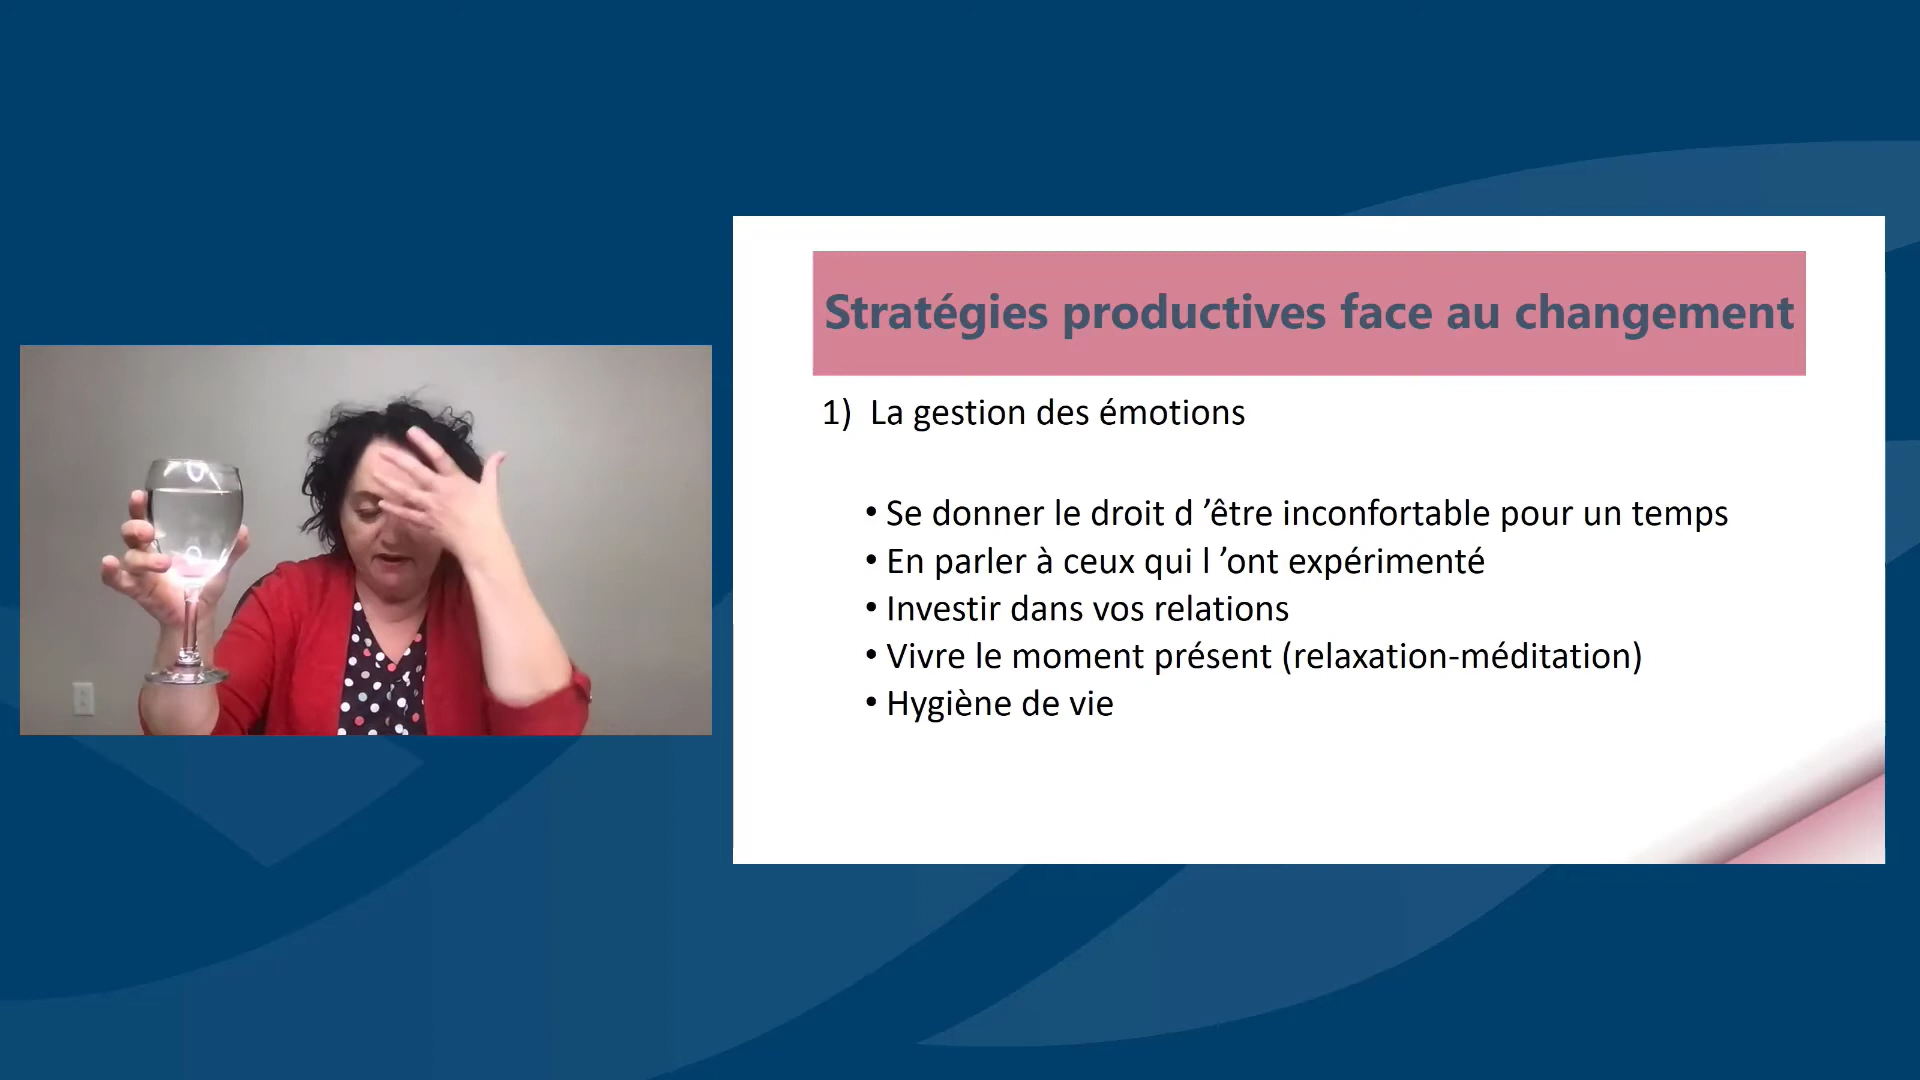 Stratégies productives face au changement
1) La gestion des émotions
• Se donner le droit d ’être inconfortable pour un temps
• En parler à ceux qui l ’ont expérimenté
• Investir dans vos relations
• Vivre le moment présent (relaxation-méditation)
• Hygiène de vie